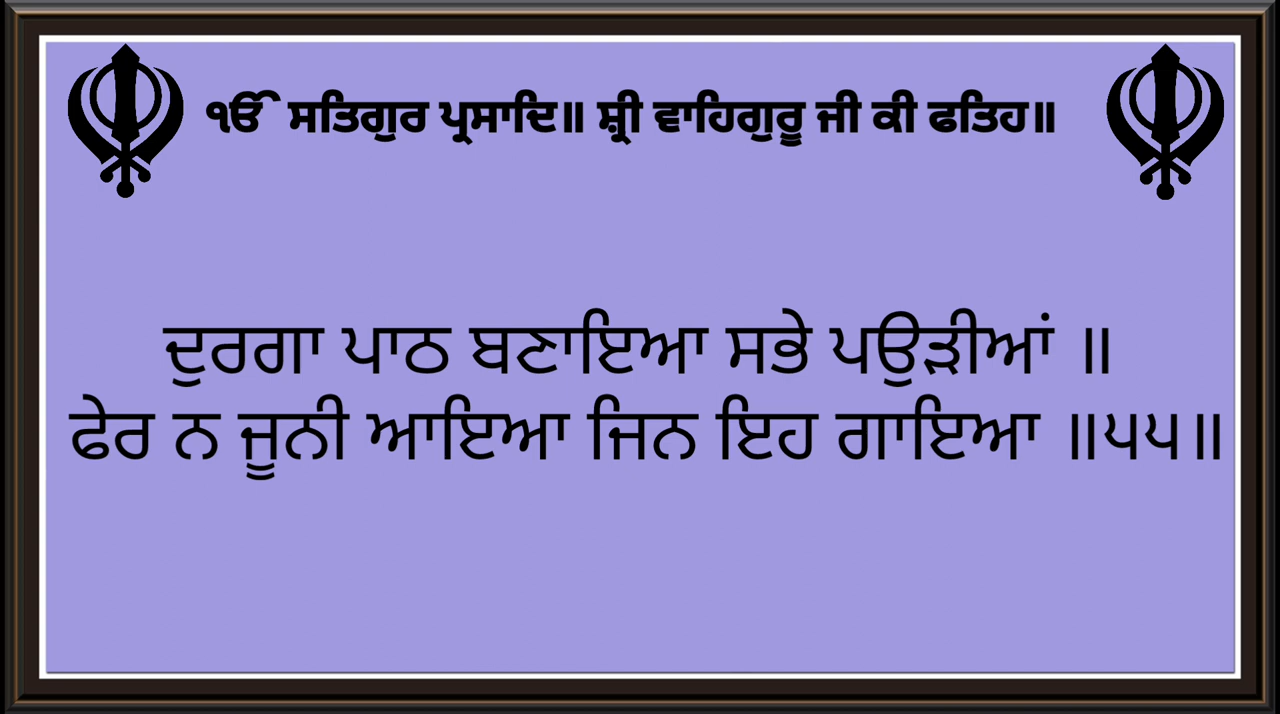 ੴ ਸਤਿਗੁਰ ਪ੍ਰਸਾਦਿ॥ ਸ਼੍ਰੀ ਵਾਹਿਗੁਰੂ ਜੀ ਕੀ ਫਤਿਹ॥
ਦੁਰਗਾ ਪਾਠ ਬਣਾਇਆ ਸਭੇ ਪਉੜੀਆਂ ॥
ਫੇਰ ਨ ਜੂਨੀ ਆਇਆ ਜਿਨ ਇਹ ਗਾਇਆ ॥੫੫॥